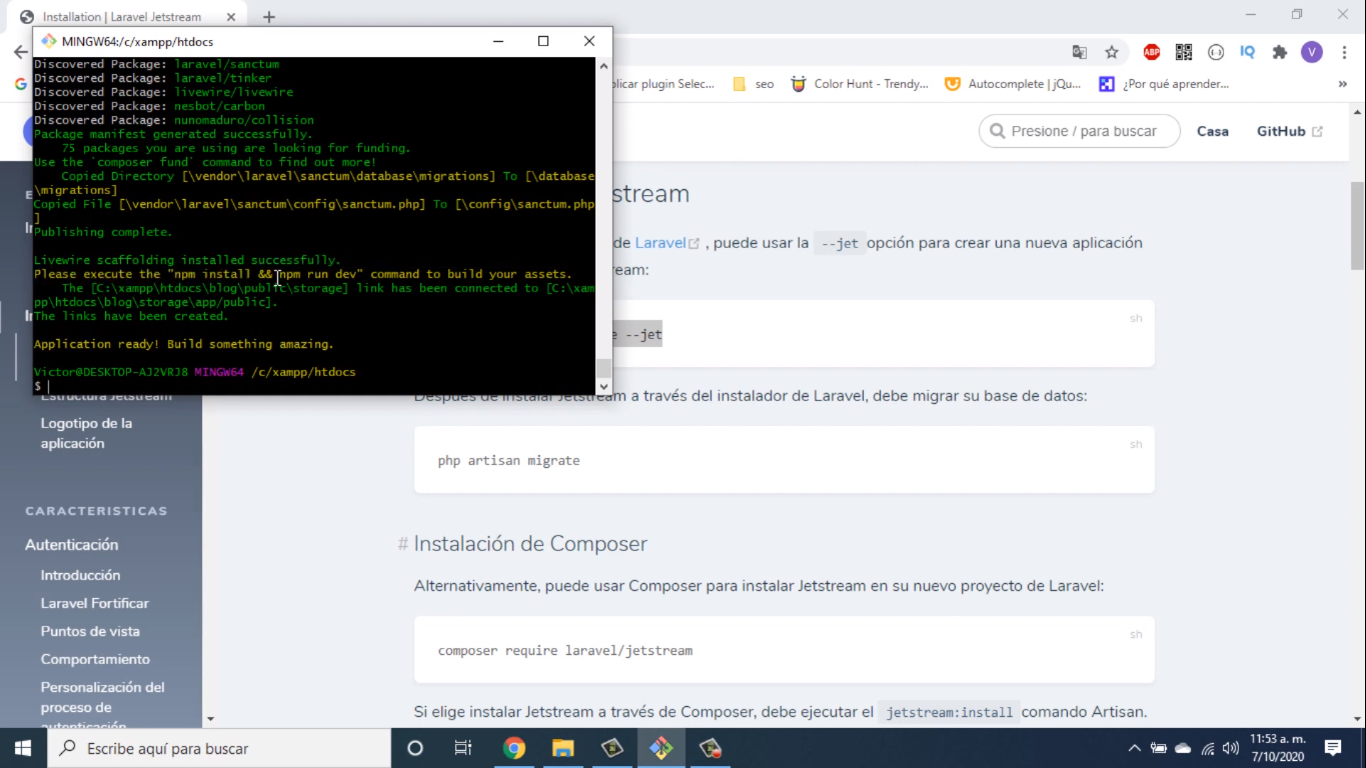 Installation | Laravel Jetstream
MINGW64:/c/xampp/htdocs
Discovered Package: laravel/sanctum
Discovered Package: laravel/tinker
Discovered Package: livewire/livewire
Discovered Package: nesbot/carbon
Discovered Package: nunomaduro/collision
Package manifest generated successfully.
75 packages you are using are looking for funding.
Use the `composer fund` command to find out more!
Copied Directory [\vendor\laravel\sanctum\database\migrations] To [\database
\migrations]
Copied File [\vendor\laravel\sanctum\config\sanctum.php] To [\config\sanctum.php
]
Publishing complete.
Livewire scaffolding installed successfully.
Please execute the "npm install && npm run dev" command to build your assets.
The [C:\xampp\htdocs\blog\public\storage] link has been connected to [C:\xam
pp\htdocs\blog\storage\app/public].
The links have been created.
Application ready! Build something amazing.
Victor@DESKTOP-AJ2VRJ8 MINGW64 /c/xampp/htdocs
$
ABP
IQ
V
plicar plugin Selec...
seo
Color Hunt - Trendy...
Autocomplete | jQu...
¿Por qué aprender...
»
Presione / para buscar
Casa
GitHub
stream
de Laravel , puede usar la --jet opción para crear una nueva aplicación
eam:
sh
e --jet
Después de instalar Jetstream a través del instalador de Laravel, debe migrar su base de datos:
sh
php artisan migrate
# Instalación de Composer
Alternativamente, puede usar Composer para instalar Jetstream en su nuevo proyecto de Laravel:
sh
composer require laravel/jetstream
Si elige instalar Jetstream a través de Composer, debe ejecutar el jetstream:install comando Artisan.
Estructura Jetstream
Logotipo de la
aplicación
CARACTERISTICAS
Autenticación
Introducción
Laravel Fortificar
Puntos de vista
Comportamiento
Personalización del
proceso de
autenticación
Escribe aquí para buscar
11:53 a. m.
7/10/2020